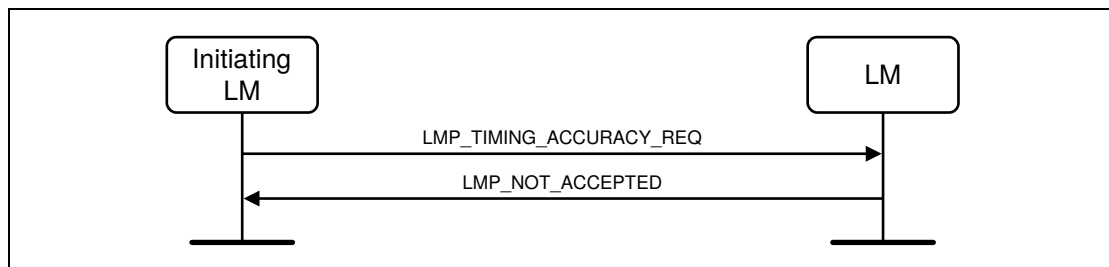 Initiating
LM
LM
LMP_TIMING_ACCURACY_REQ
LMP_NOT_ACCEPTED